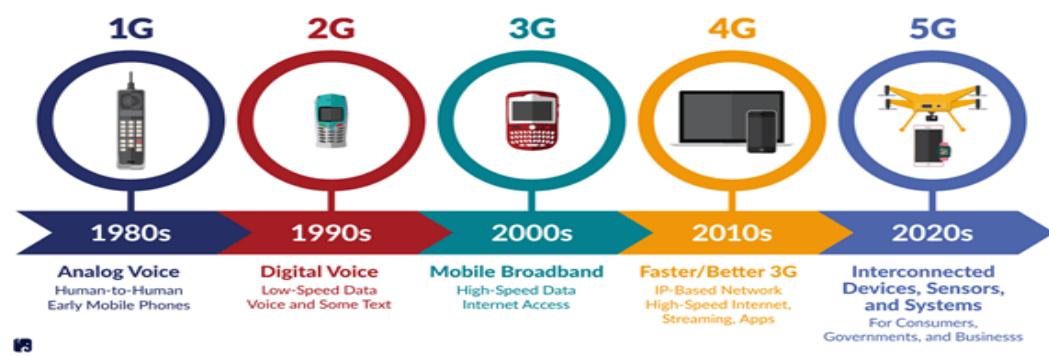 1G
2G
3G
4G
5G
1980s
1990s
2000s
2010s
2020s
Analog Voice
Human-to-Human
Early Mobile Phones
Digital Voice
Low-Speed Data
Voice and Some Text
Mobile Broadband
High-Speed Data
Internet Access
Faster/Better 3G
IP-Based Network
High-Speed Internet,
Streaming, Apps
Interconnected
Devices, Sensors,
and Systems
For Consumers,
Governments, and Businesss